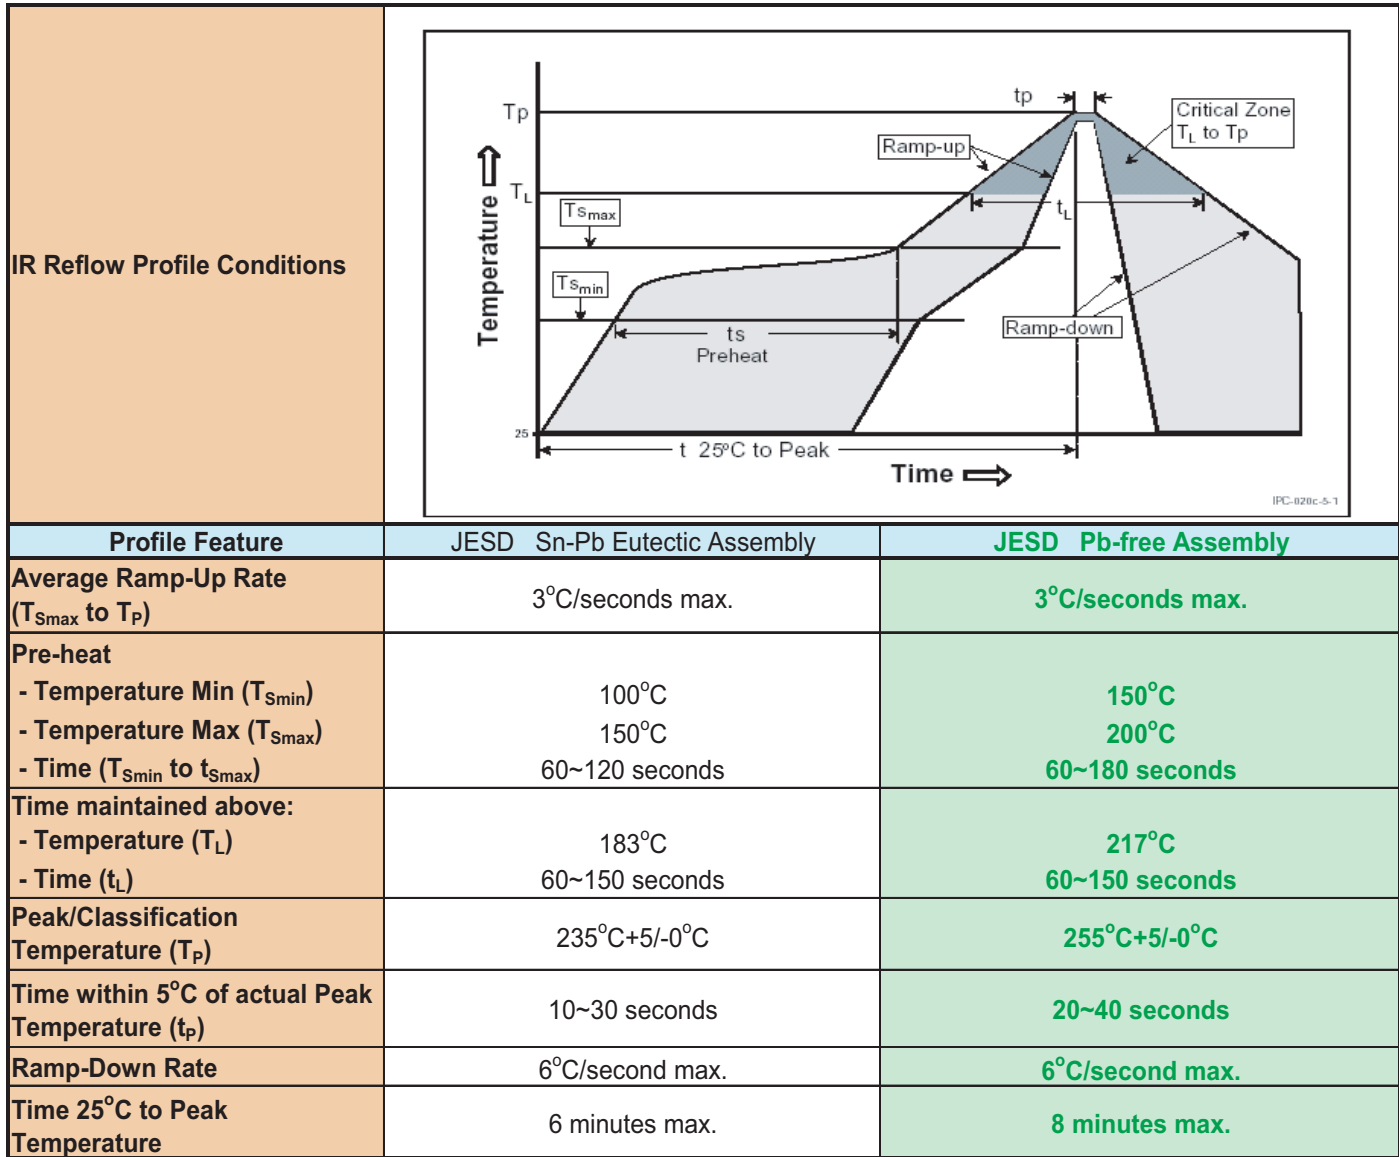 IR Reflow Profile Conditions
Temperature
Tp
TL
Tsmax
Tsmin
25
tp
Ramp-up
Critical Zone
TL to Tp
tL
ts
Preheat
Ramp-down
t 25ºC to Peak
Time
IPC-020c-5-1
Profile Feature JESD Sn-Pb Eutectic Assembly JESD Pb-free Assembly
Average Ramp-Up Rate
(TSmax to TP) 3°C/seconds max. 3°C/seconds max.
Pre-heat
- Temperature Min (TSmin) 100°C 150°C
- Temperature Max (TSmax) 150°C 200°C
- Time (TSmin to tSmax) 60~120 seconds 60~180 seconds
Time maintained above:
- Temperature (TL) 183°C 217°C
- Time (tL) 60~150 seconds 60~150 seconds
Peak/Classification
Temperature (TP) 235°C+5/-0°C 255°C+5/-0°C
Time within 5°C of actual Peak
Temperature (tP) 10~30 seconds 20~40 seconds
Ramp-Down Rate 6°C/second max. 6°C/second max.
Time 25°C to Peak
Temperature 6 minutes max. 8 minutes max.